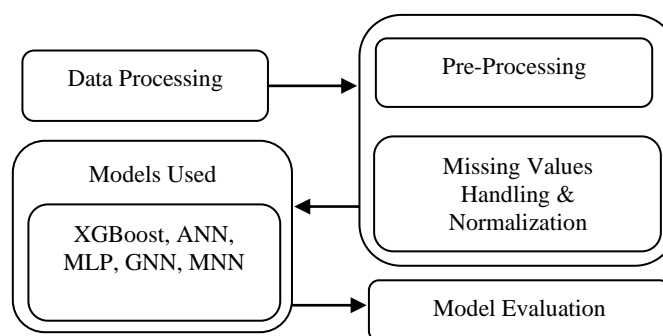 Data Processing
Pre-Processing
Missing Values
Handling &
Normalization
Models Used
XGBoost, ANN,
MLP, GNN, MNN
Model Evaluation